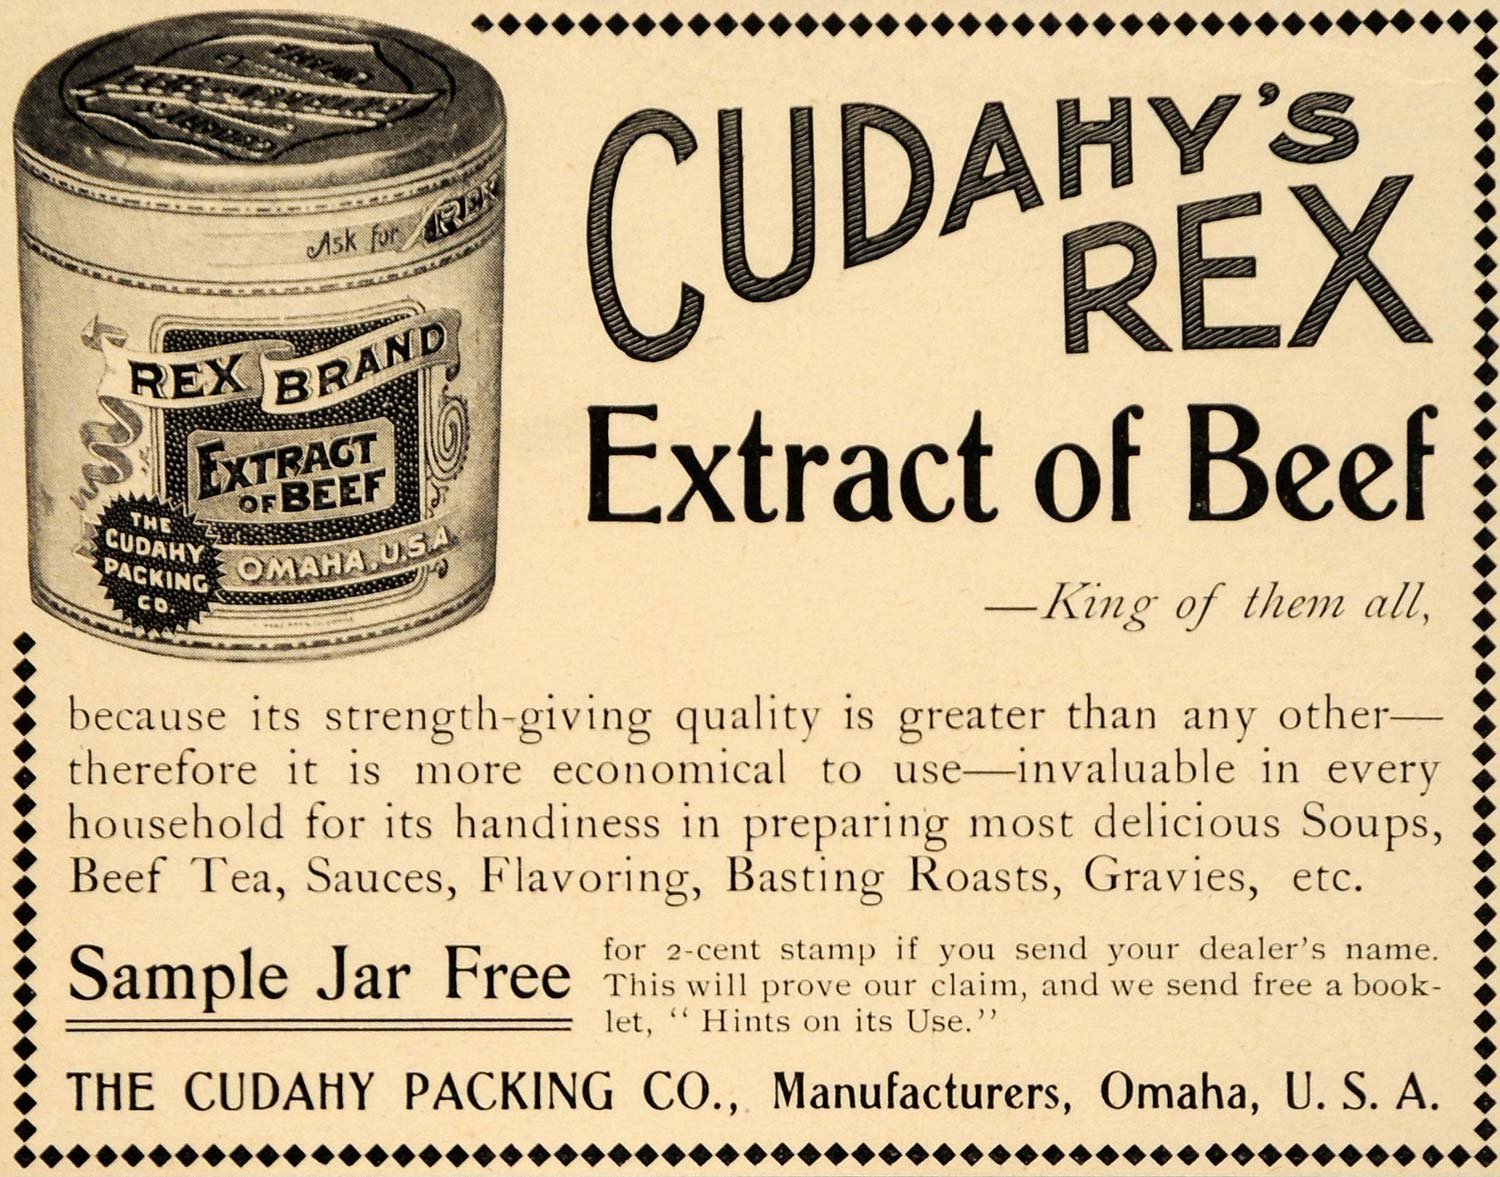 Ask for REX
REX BRAND
EXTRACT
OF BEEF
THE
CUDAHY
PACKING
CO.
OMAHA, U.S.A.
CUDAHY'S
REX
Extract of Beef
—King of them all,
because its strength-giving quality is greater than any other—
therefore it is more economical to use—invaluable in every
household for its handiness in preparing most delicious Soups,
Beef Tea, Sauces, Flavoring, Basting Roasts, Gravies, etc.
Sample Jar Free
for 2-cent stamp if you send your dealer's name.
This will prove our claim, and we send free a book-
let, “ Hints on its Use.”
THE CUDAHY PACKING CO., Manufacturers, Omaha, U. S. A.